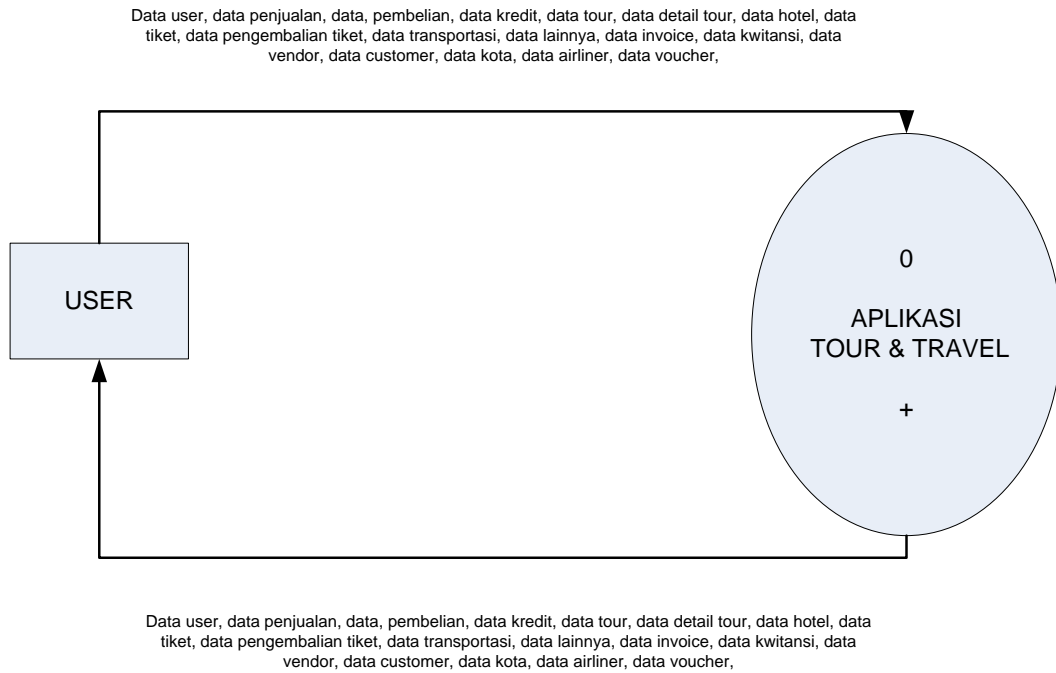 Data user, data penjualan, data, pembelian, data kredit, data tour, data detail tour, data hotel, data
tiket, data pengembalian tiket, data transportasi, data lainnya, data invoice, data kwitansi, data
vendor, data customer, data kota, data airliner, data voucher,
USER
0
APLIKASI
TOUR & TRAVEL
+
Data user, data penjualan, data, pembelian, data kredit, data tour, data detail tour, data hotel, data
tiket, data pengembalian tiket, data transportasi, data lainnya, data invoice, data kwitansi, data
vendor, data customer, data kota, data airliner, data voucher,